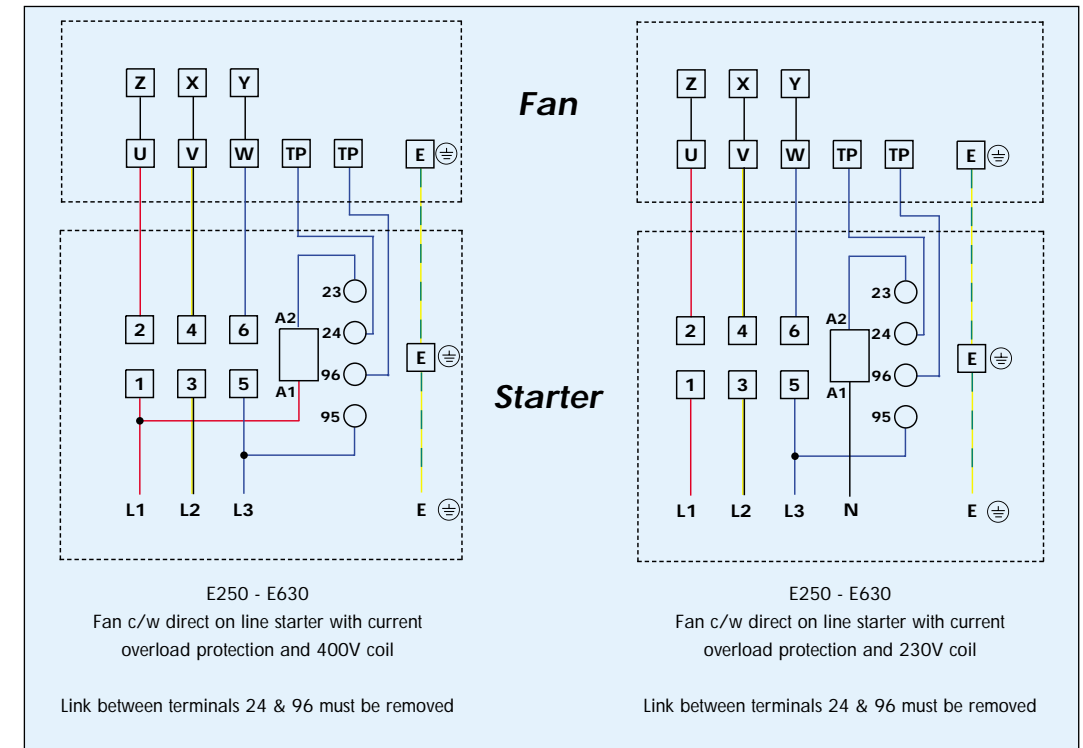 Z X Y
U V W TP TP E
Fan
Z X Y
U V W TP TP E
23
A2
2 4 6 24
E
96
1 3 5 A1
95
L1 L2 L3 E
Starter
23
A2
2 4 6 24
E
96
1 3 5 A1
95
L1 L2 L3 N E
E250 - E630
Fan c/w direct on line starter with current
overload protection and 400V coil
Link between terminals 24 & 96 must be removed
E250 - E630
Fan c/w direct on line starter with current
overload protection and 230V coil
Link between terminals 24 & 96 must be removed